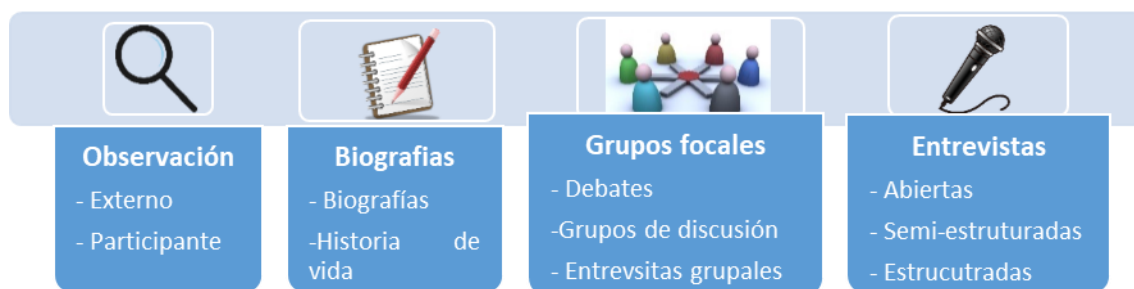 Observación
- Externo
- Participante
Biografias
- Biografías
-Historia de
vida
Grupos focales
- Debates
-Grupos de discusión
- Entrevsitas grupales
Entrevistas
- Abiertas
- Semi-estruturadas
- Estrucutradas